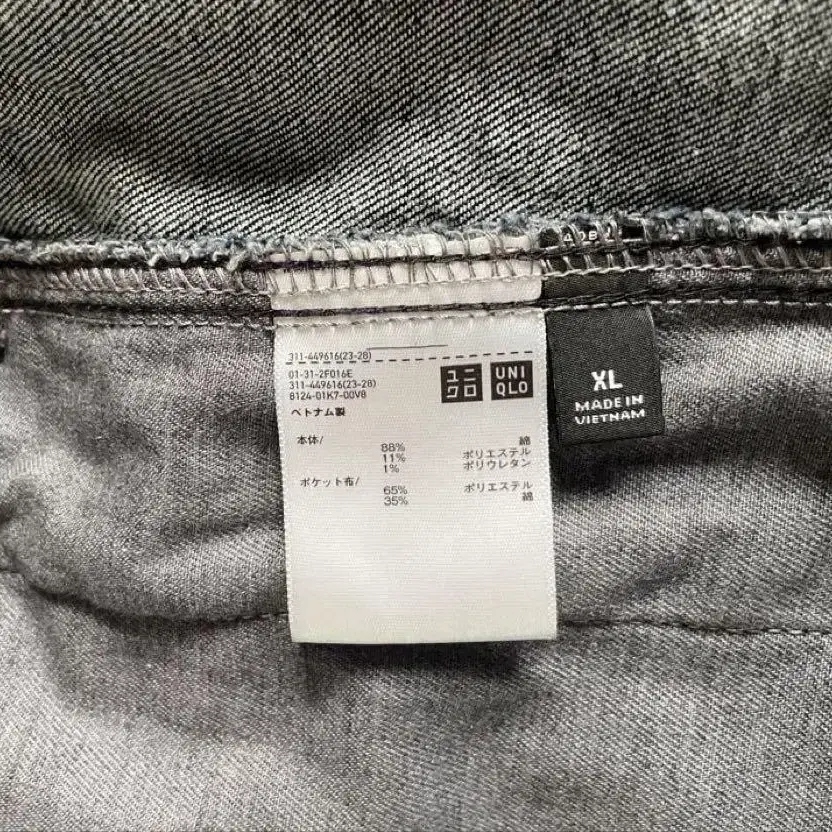 311-449616(23-28)
01-31-2F016E
311-449616(23-28)
8124-01K7-00V8
ベトナム製
ユニ
クロ
UNI
QLO
本体/
88% 綿
11% ポリエステル
1% ポリウレタン
ポケット布/
65% ポリエステル
35% 綿
XL
MADE IN
VIETNAM